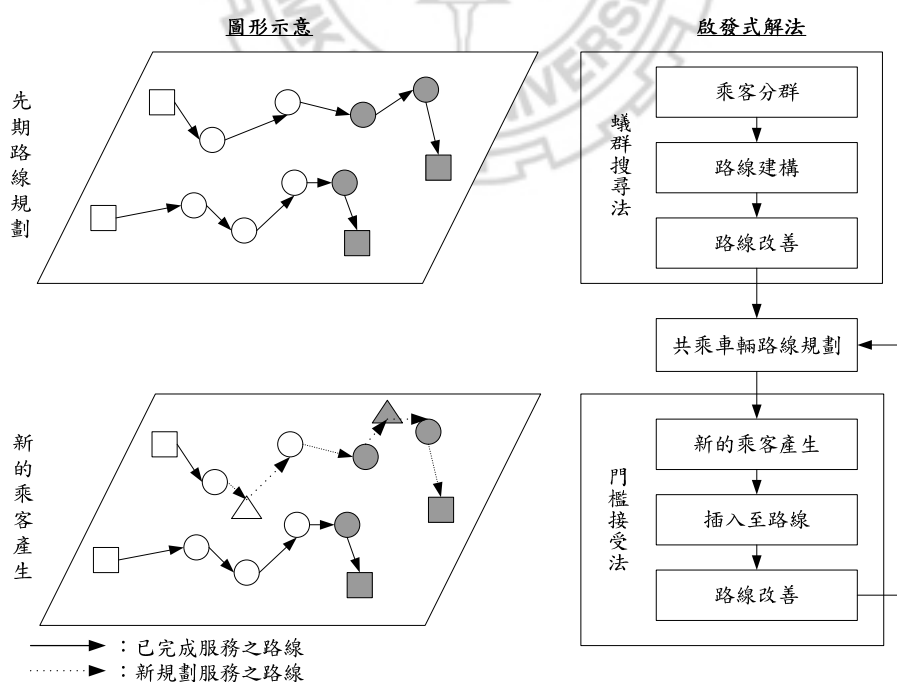 圖形示意
啟發式解法
先期路線規劃
乘客分群
蟻群搜尋法
路線建構
路線改善
共乘車輛路線規劃
新的乘客產生
新的乘客產生
門檻接受法
插入至路線
路線改善
：已完成服務之路線
：新規劃服務之路線